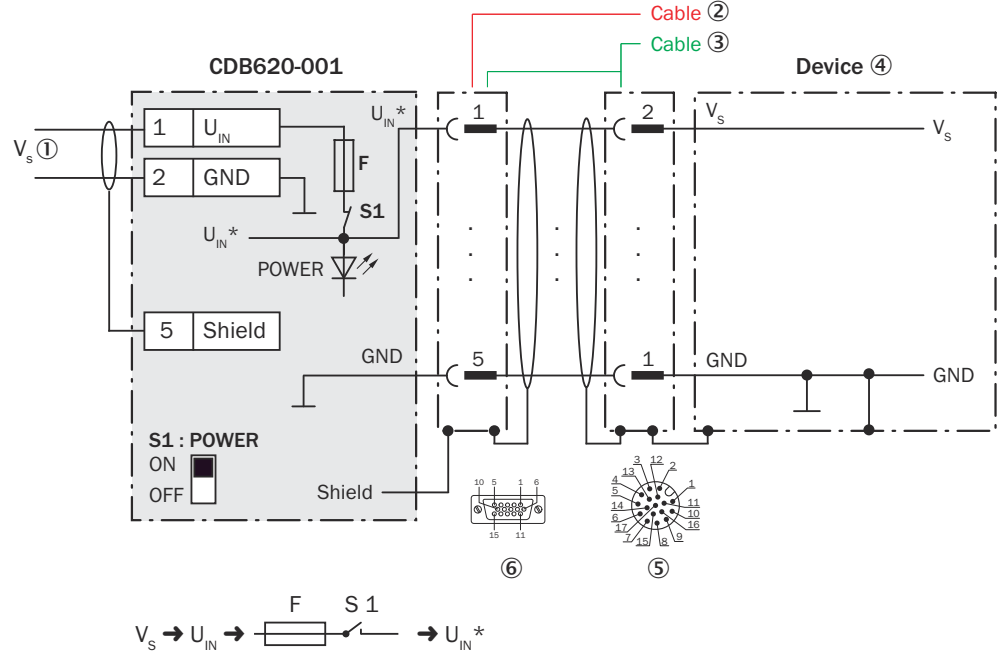 Cable ②
Cable ③
CDB620-001
Device ④
1 U_IN
2 GND
V_s ①
F
S1
U_IN*
POWER
5 Shield
GND
S1 : POWER
ON
OFF
Shield
U_IN*
1
5
2
1
V_s
V_s
GND
GND
10 5 1 6
15 11
⑥
3 12 2
13
4 1
5 11
14 10
6 16
17 9
7 15 8
⑤
F S 1
V_s ➔ U_IN ➔ ➔ U_IN*